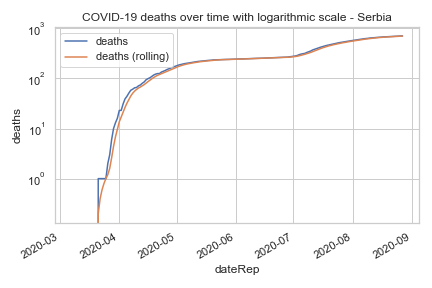 COVID-19 deaths over time with logarithmic scale - Serbia
10³
deaths
deaths (rolling)
10²
10¹
10⁰
deaths
2020-03
2020-04
2020-05
2020-06
2020-07
2020-08
2020-09
dateRep